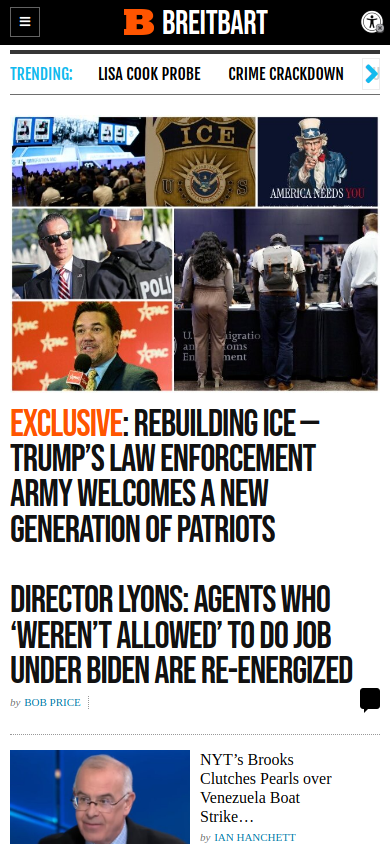 BREITBART
TRENDING:
LISA COOK PROBE
CRIME CRACKDOWN
ICE
U S
AMERICA NEEDS YOU
POLI
CPAC
U.S. Immigration
and Customs
Enforcement
EXCLUSIVE: REBUILDING ICE —
TRUMP’S LAW ENFORCEMENT
ARMY WELCOMES A NEW
GENERATION OF PATRIOTS
DIRECTOR LYONS: AGENTS WHO
‘WEREN’T ALLOWED’ TO DO JOB
UNDER BIDEN ARE RE-ENERGIZED
by BOB PRICE
NYT’s Brooks
Clutches Pearls over
Venezuela Boat
Strike…
by IAN HANCHETT